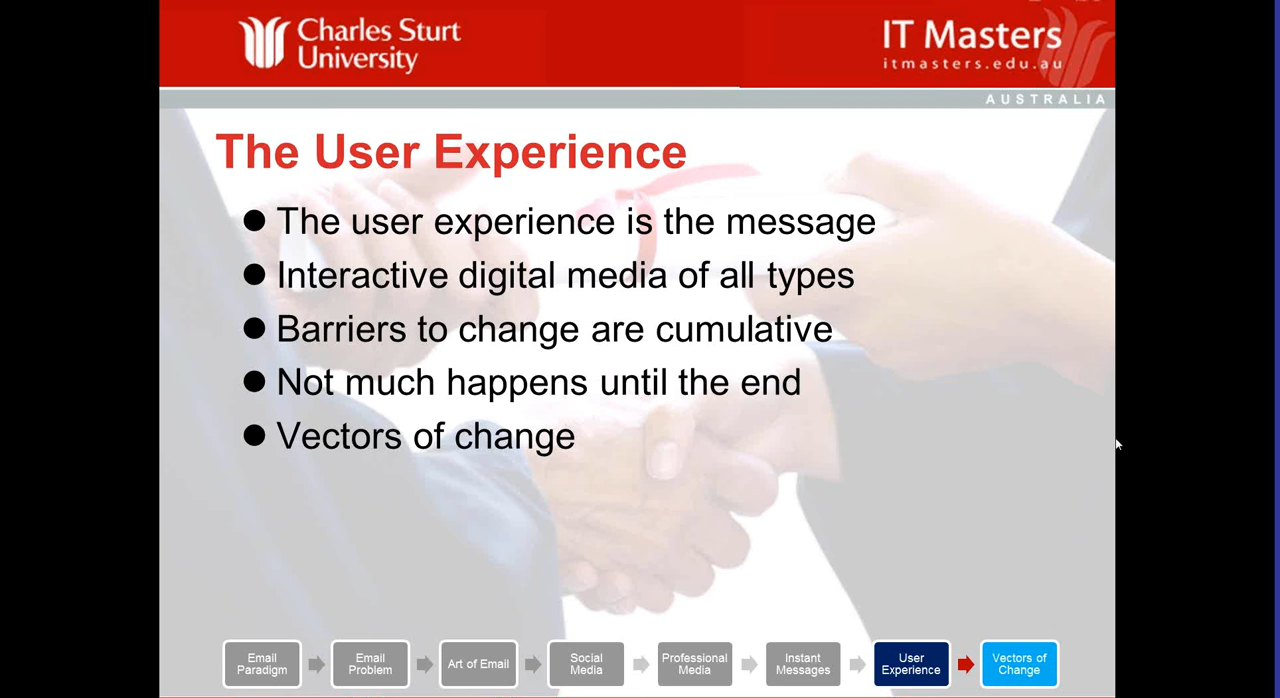 Charles Sturt
University
IT Masters
itmasters.edu.au
AUSTRALIA
The User Experience
● The user experience is the message
● Interactive digital media of all types
● Barriers to change are cumulative
● Not much happens until the end
● Vectors of change
Email
Paradigm
Email
Problem
Art of Email
Social
Media
Professional
Media
Instant
Messages
User
Experience
Vectors of
Change